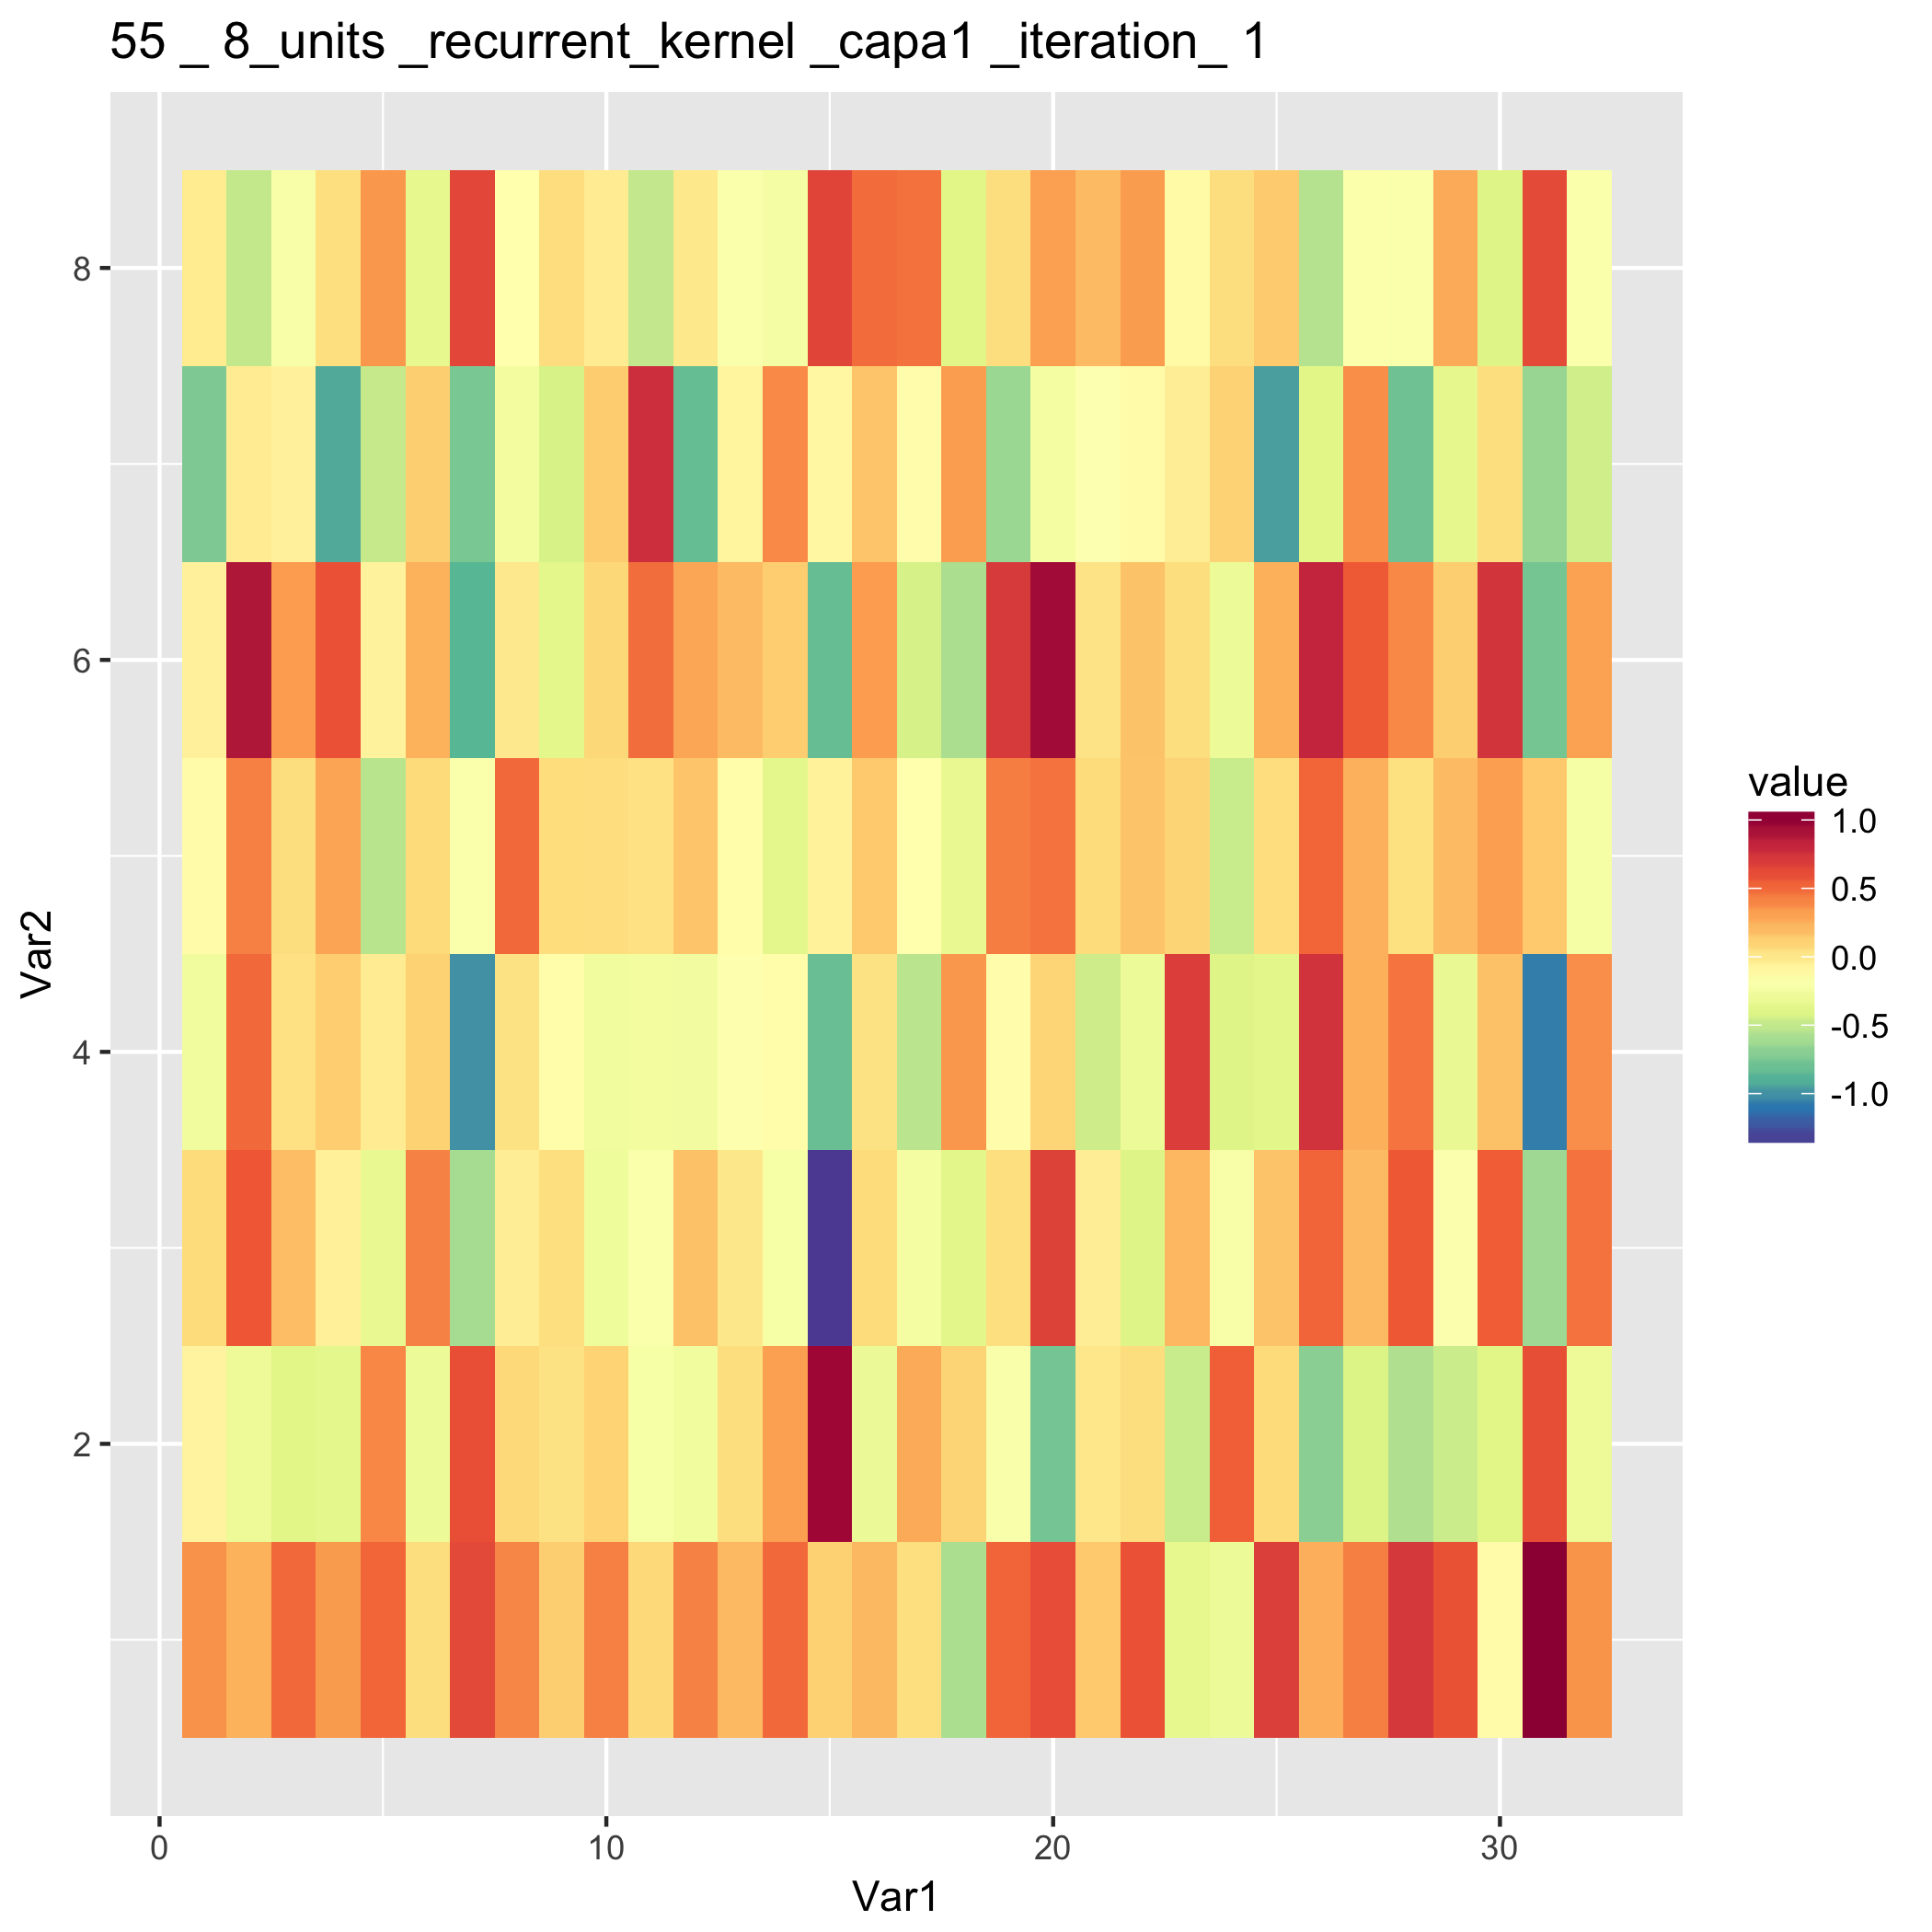 55 _ 8_units _recurrent_kernel _capa1 _iteration_ 1
8
6
4
2
Var2
0 10 20 30
Var1
value
1.0
0.5
0.0
-0.5
-1.0